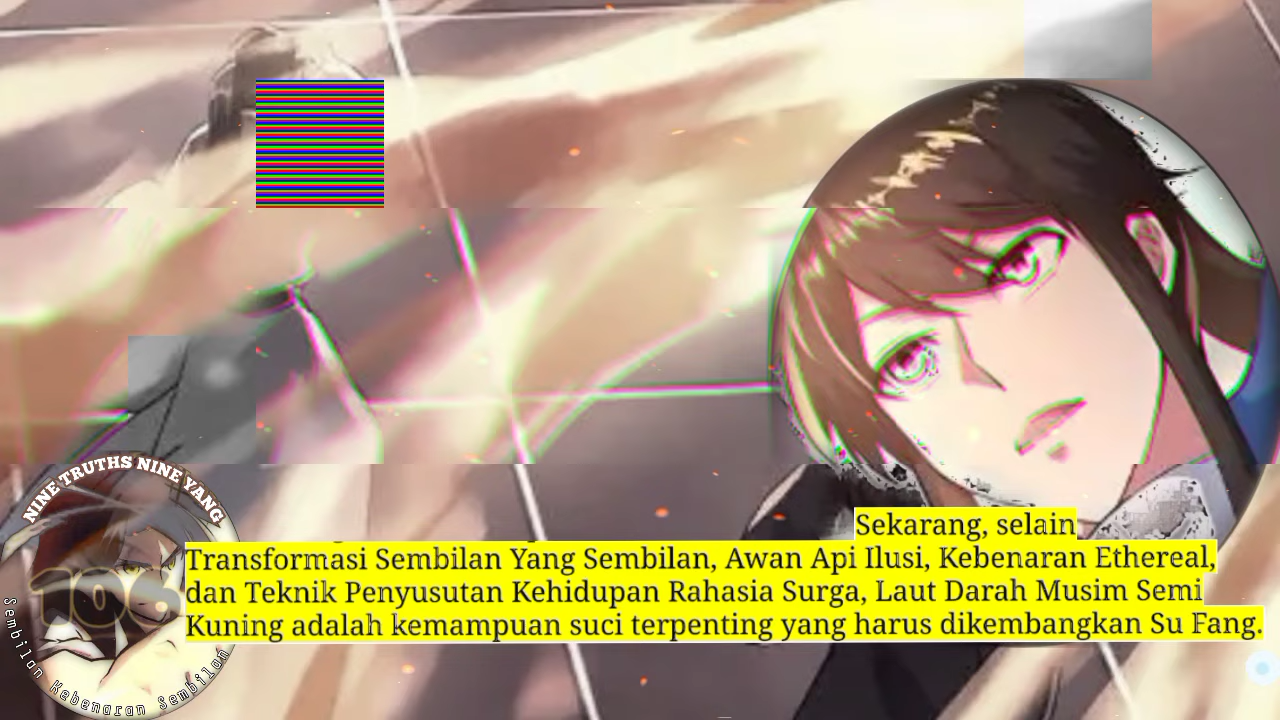 NINE TRUTHS NINE YANG
106
Sekarang, selain
Transformasi Sembilan Yang Sembilan, Awan Api Ilusi, Kebenaran Ethereal,
dan Teknik Penyusutan Kehidupan Rahasia Surga, Laut Darah Musim Semi
Kuning adalah kemampuan suci terpenting yang harus dikembangkan Su Fang.
Sembilan Kebenaran Sembilan